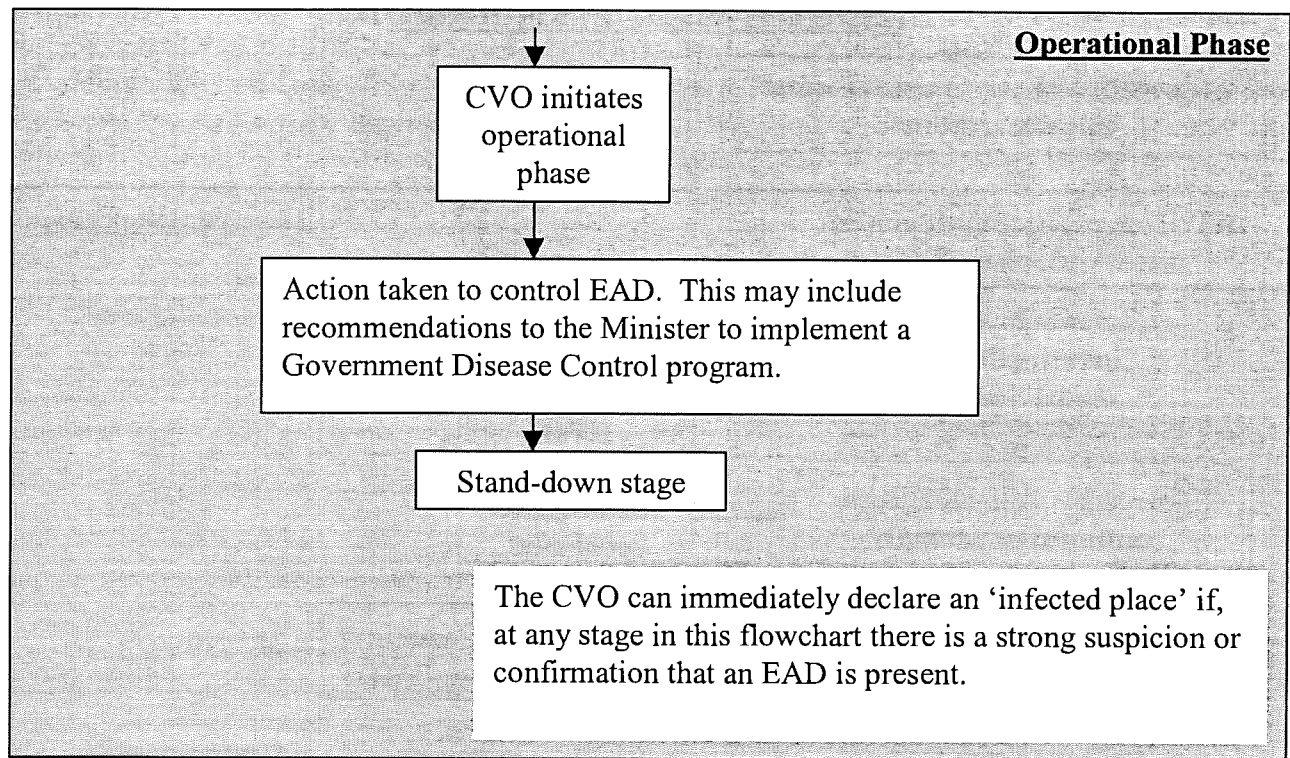 Operational Phase
CVO initiates
operational
phase
Action taken to control EAD.  This may include
recommendations to the Minister to implement a
Government Disease Control program.
Stand-down stage
The CVO can immediately declare an ‘infected place’ if,
at any stage in this flowchart there is a strong suspicion or
confirmation that an EAD is present.